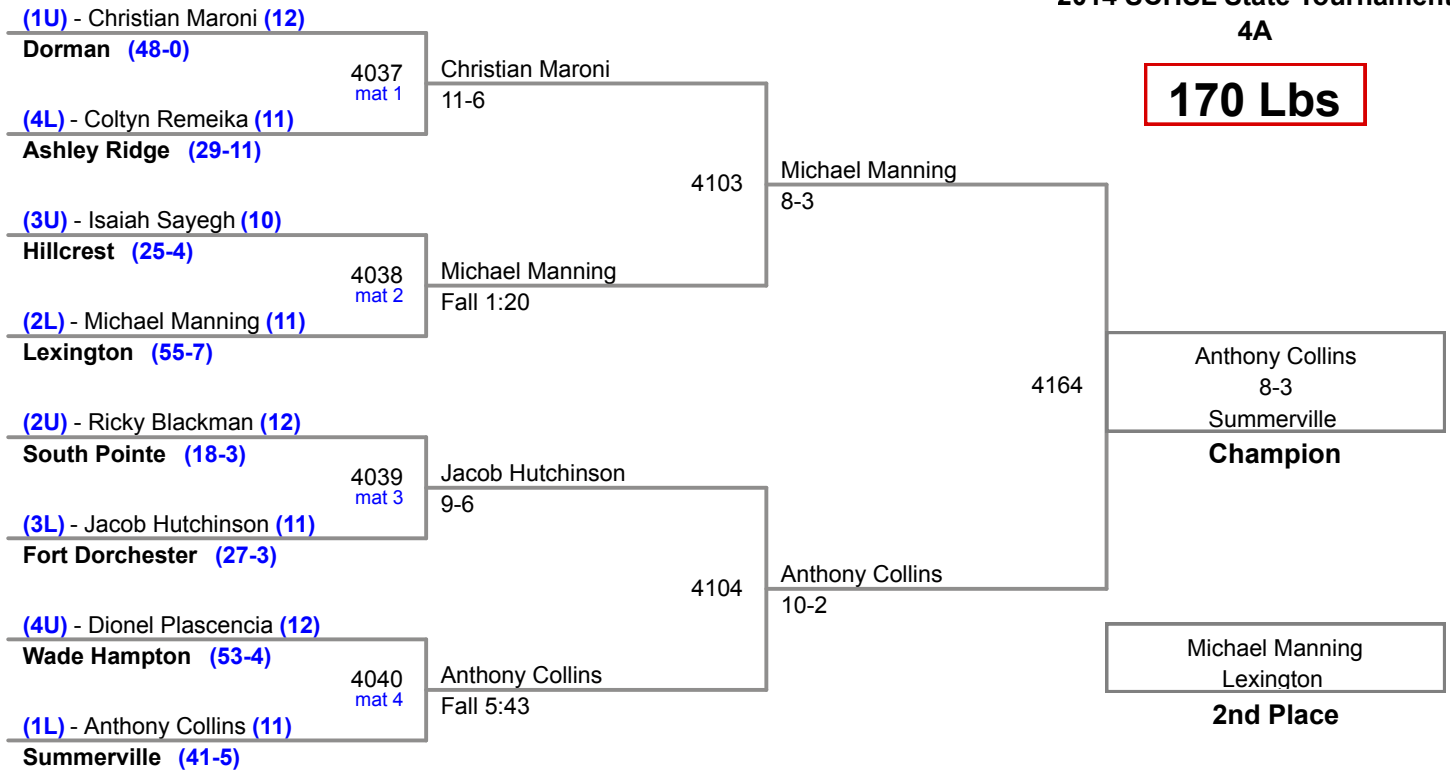 2014 SCHSL State Tournament
4A
170 Lbs
(1U) - Christian Maroni (12)
Dorman (48-0)
4037
mat 1
(4L) - Coltyn Remeika (11)
Ashley Ridge (29-11)
Christian Maroni
11-6
(3U) - Isaiah Sayegh (10)
Hillcrest (25-4)
4038
mat 2
(2L) - Michael Manning (11)
Lexington (55-7)
Michael Manning
Fall 1:20
4103
Michael Manning
8-3
(2U) - Ricky Blackman (12)
South Pointe (18-3)
4039
mat 3
(3L) - Jacob Hutchinson (11)
Fort Dorchester (27-3)
Jacob Hutchinson
9-6
(4U) - Dionel Plascencia (12)
Wade Hampton (53-4)
4040
mat 4
(1L) - Anthony Collins (11)
Summerville (41-5)
Anthony Collins
Fall 5:43
4104
Anthony Collins
10-2
4164
Anthony Collins
8-3
Summerville
Champion
Michael Manning
Lexington
2nd Place